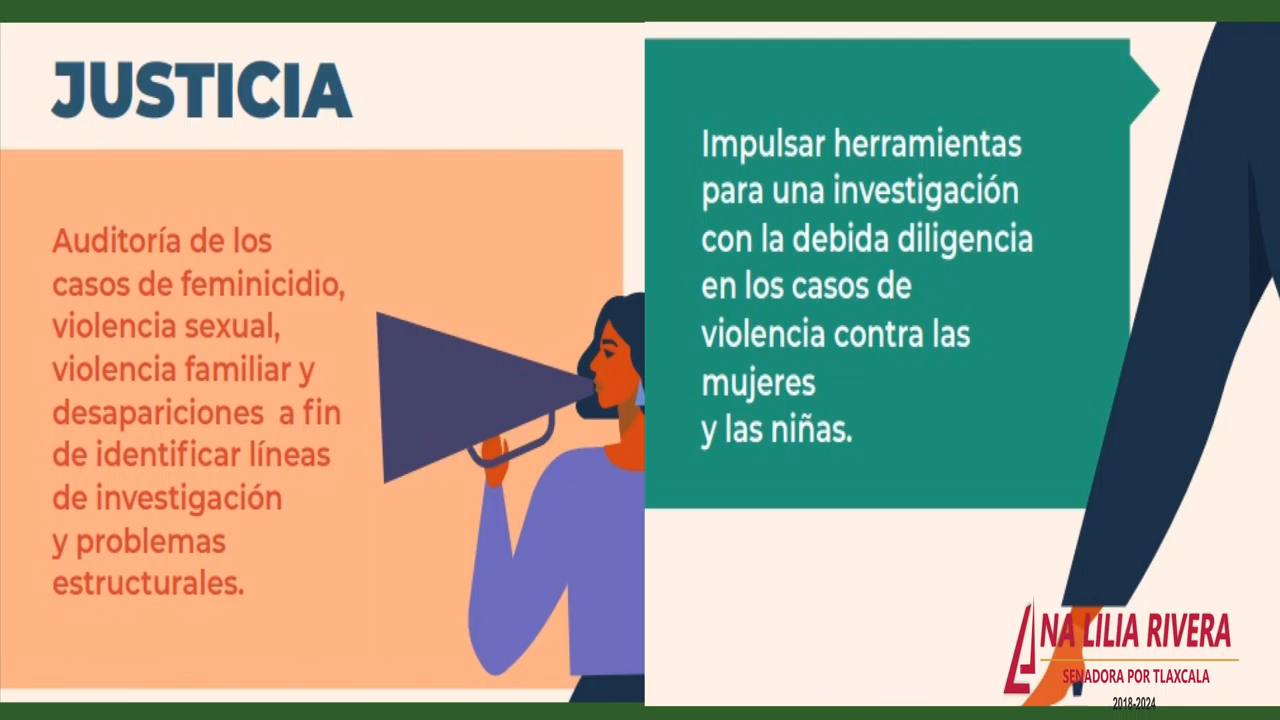 JUSTICIA
Auditoría de los
casos de feminicidio,
violencia sexual,
violencia familiar y
desapariciones a fin
de identificar líneas
de investigación
y problemas
estructurales.
Impulsar herramientas
para una investigación
con la debida diligencia
en los casos de
violencia contra las
mujeres
y las niñas.
NA LILIA RIVERA
SENADORA POR TLAXCALA
2018-2024